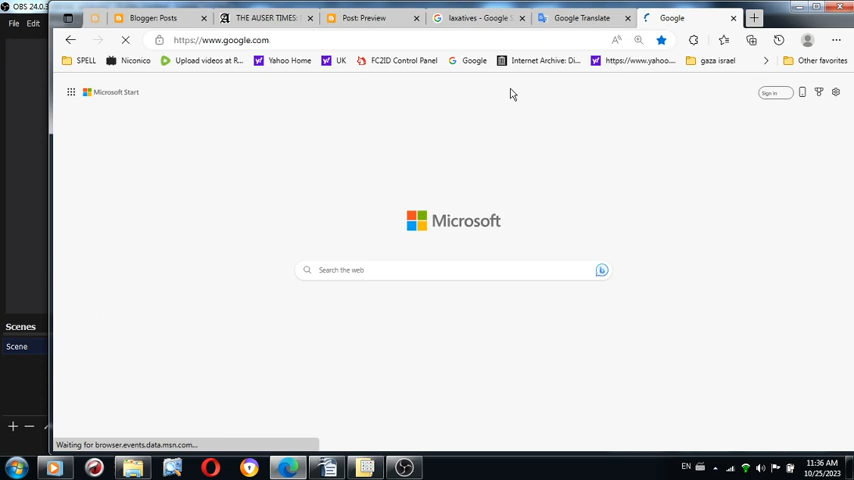 OBS 24.0.3
File Edit
Blogger: Posts
THE AUSER TIMES:
Post: Preview
laxatives - Google S
Google Translate
Google
https://www.google.com
SPELL
Niconico
Upload videos at R...
Yahoo Home
UK
FC2ID Control Panel
Google
Internet Archive: Di...
https://www.yahoo....
gaza israel
Other favorites
Microsoft Start
Sign in
Microsoft
Search the web
Scenes
Scene
Waiting for browser.events.data.msn.com...
EN
11:36 AM
10/25/2023